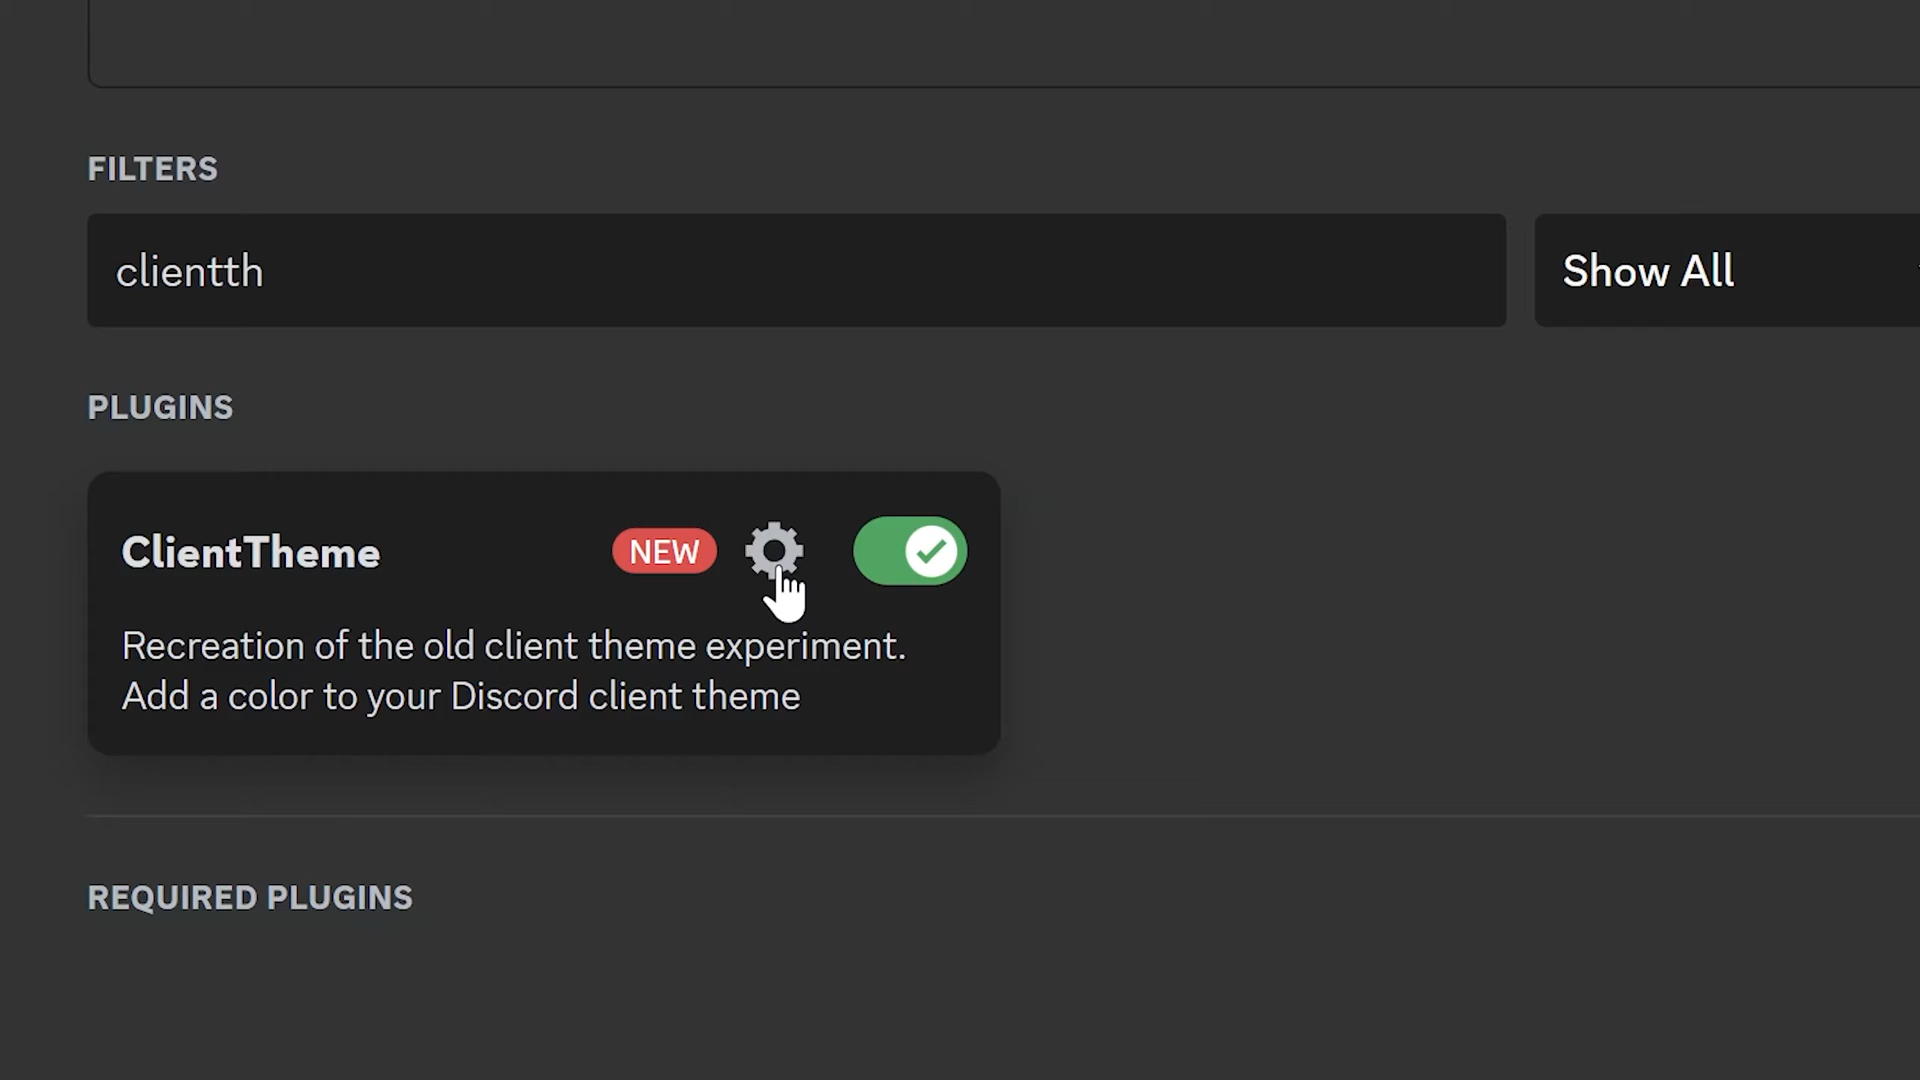 FILTERS
clientth
Show All
PLUGINS
ClientTheme
NEW
Recreation of the old client theme experiment.
Add a color to your Discord client theme
REQUIRED PLUGINS